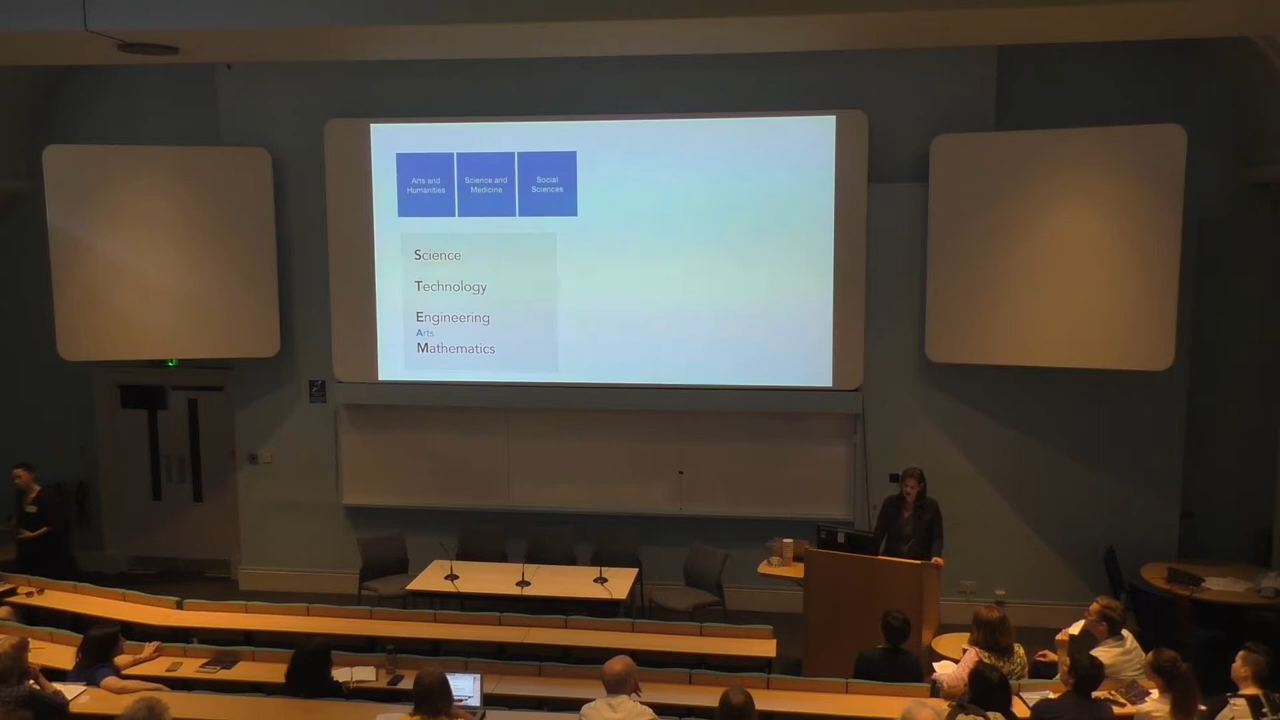 Arts and
Humanities
Science and
Medicine
Social
Sciences
Science
Technology
Engineering
Arts
Mathematics